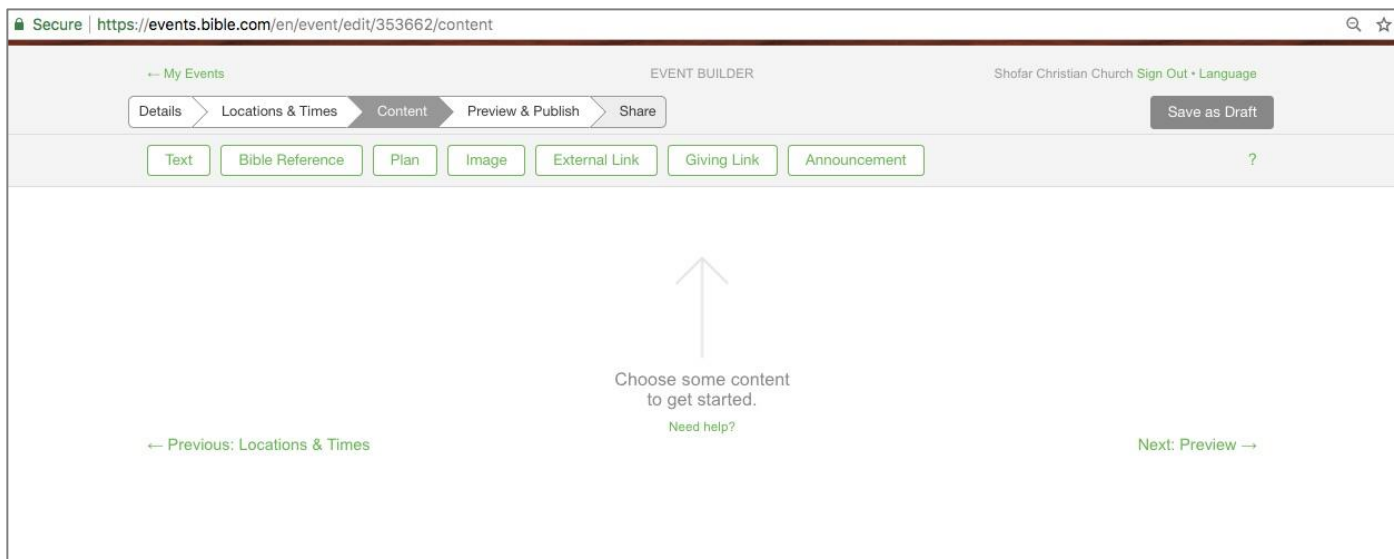 Secure | https://events.bible.com/en/event/edit/353662/content
← My Events EVENT BUILDER Shofar Christian Church Sign Out • Language
Details Locations & Times Content Preview & Publish Share Save as Draft
Text Bible Reference Plan Image External Link Giving Link Announcement ?
Choose some content
to get started.
Need help?
← Previous: Locations & Times Next: Preview →